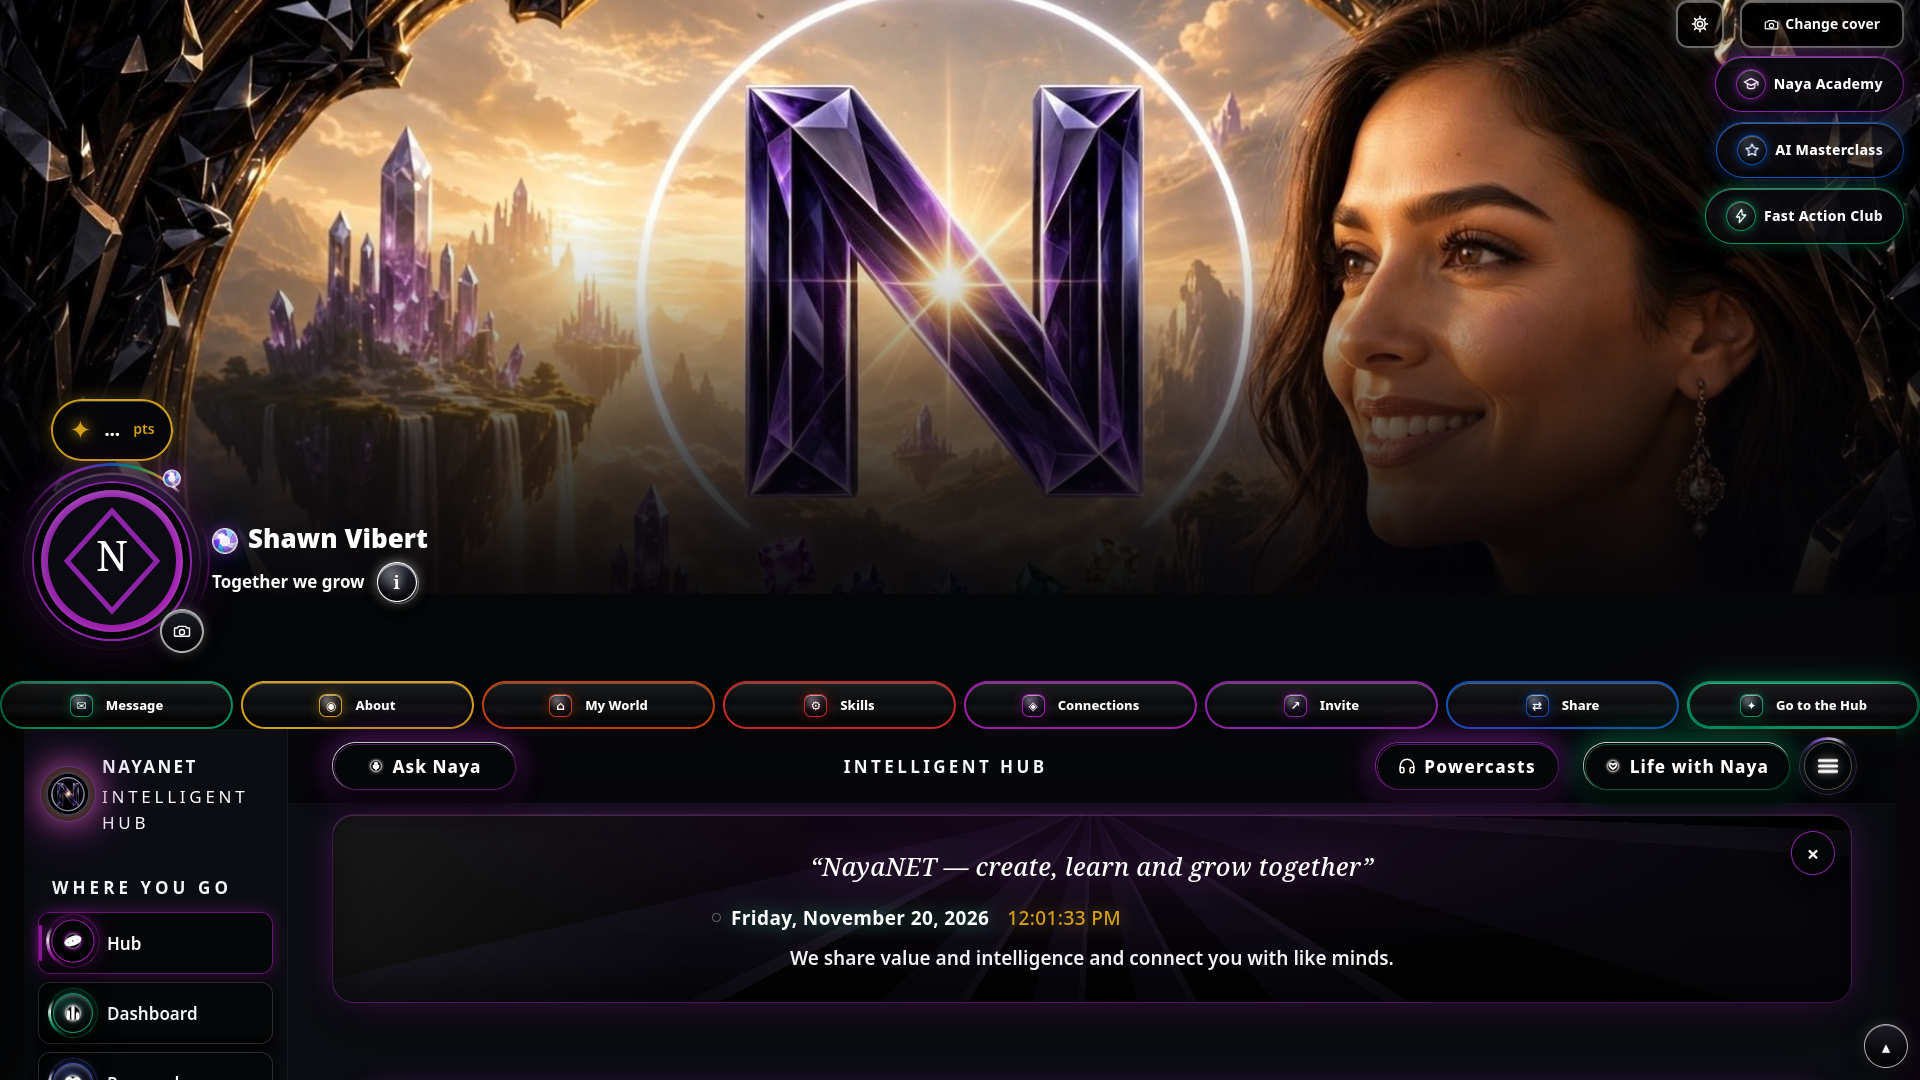 Change cover
Naya Academy
AI Masterclass
Fast Action Club
N
✦ ... pts
N
Shawn Vibert
Together we grow i
Message
About
My World
Skills
Connections
Invite
Share
Go to the Hub
NAYANET
INTELLIGENT
HUB
Ask Naya
INTELLIGENT HUB
Powercasts
Life with Naya
“NayaNET — create, learn and grow together”
×
Friday, November 20, 2026 12:01:33 PM
We share value and intelligence and connect you with like minds.
WHERE YOU GO
Hub
Dashboard